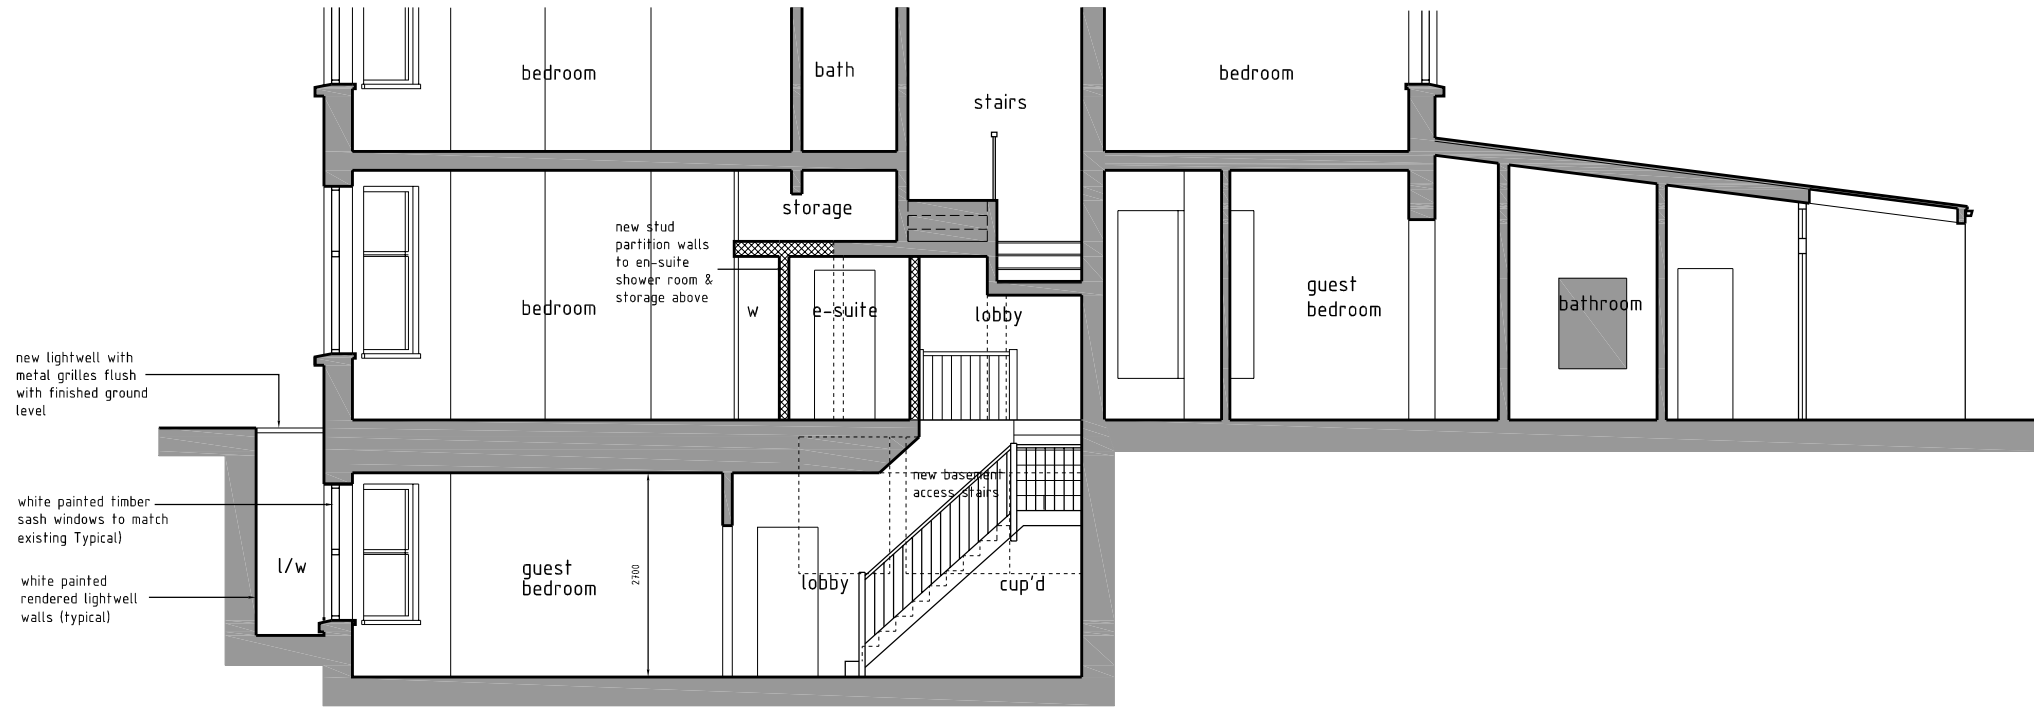 bedroom
bath
stairs
bedroom
storage
new stud
partition walls
to en-suite
shower room &
storage above
bedroom
w
e-suite
lobby
guest
bedroom
bathroom
new lightwell with
metal grilles flush
with finished ground
level
white painted timber
sash windows to match
existing Typical)
white painted
rendered lightwell
walls (typical)
l/w
guest
bedroom
2700
lobby
new basement
access stairs
cup'd